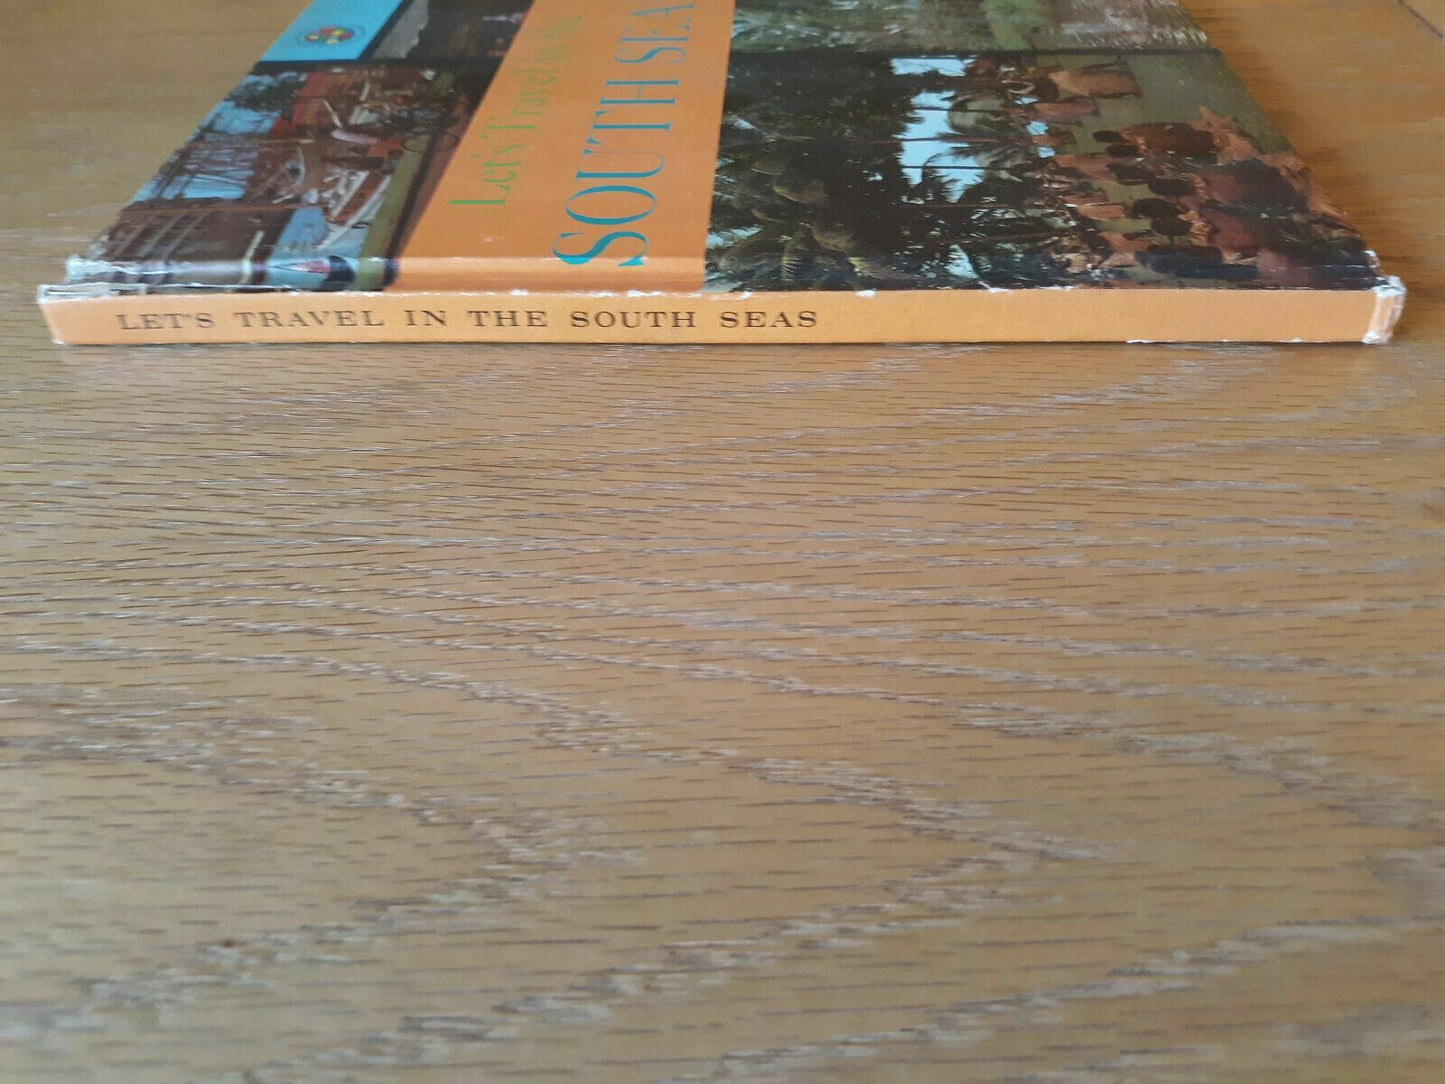 Let's Travel in the
SOUTH SEA
LET'S TRAVEL IN THE SOUTH SEAS